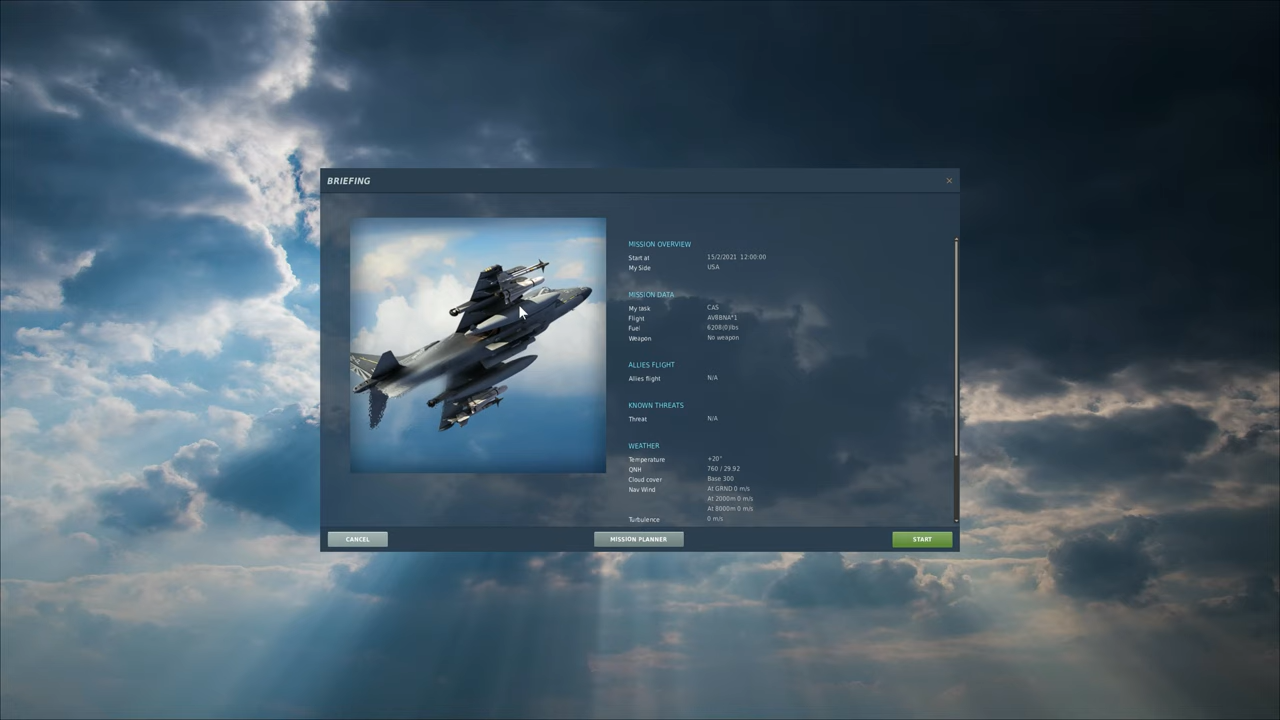 BRIEFING
MISSION OVERVIEW
Start at 15/2/2021 12:00:00
My Side USA
MISSION DATA
My task CAS
Flight AV8BNA*1
Fuel 6208(0)lbs
Weapon No weapon
ALLIES FLIGHT
Allies flight N/A
KNOWN THREATS
Threat N/A
WEATHER
Temperature +20°
QNH 760 / 29.92
Cloud cover Base 300
Nav Wind At GRND 0 m/s
At 2000m 0 m/s
At 8000m 0 m/s
Turbulence 0 m/s
CANCEL MISSION PLANNER START